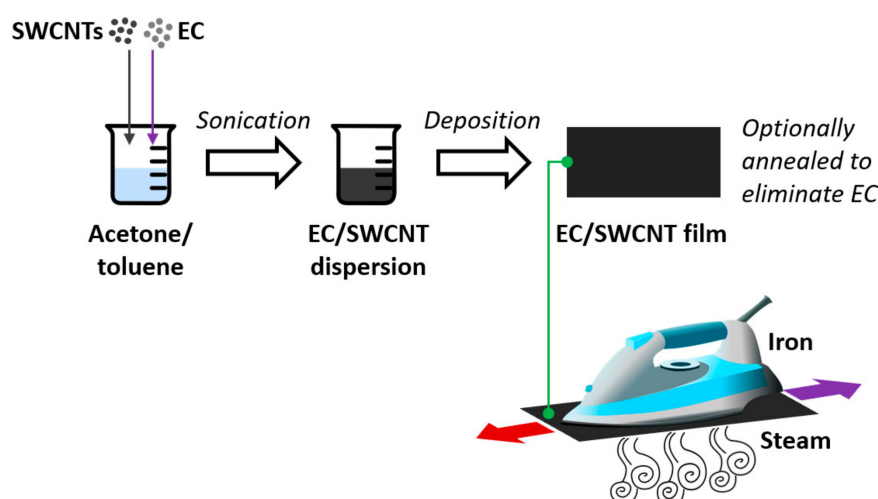 SWCNTs
EC
Sonication
Deposition
Optionally
annealed to
eliminate EC
Acetone/
toluene
EC/SWCNT
dispersion
EC/SWCNT film
Iron
Steam